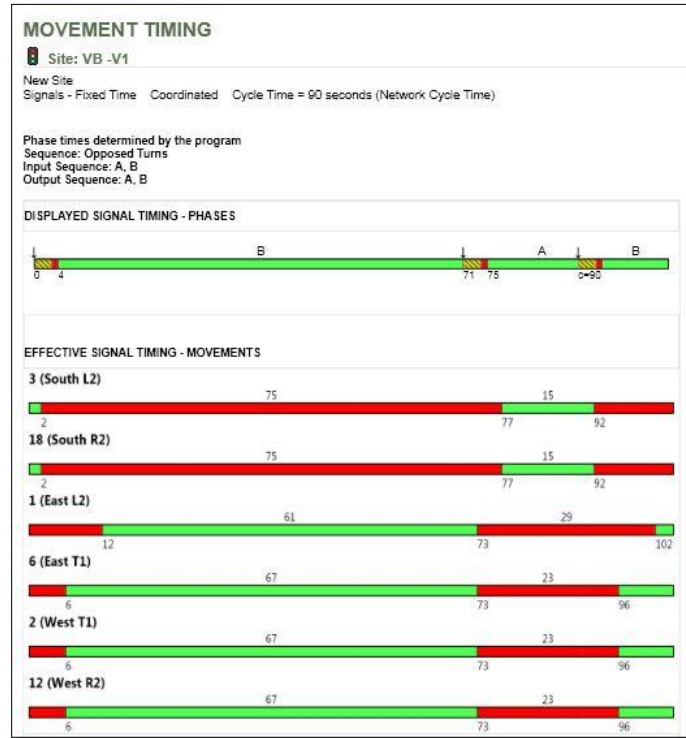 MOVEMENT TIMING
Site: VB -V1
New Site
Signals - Fixed Time Coordinated Cycle Time = 90 seconds (Network Cycle Time)
Phase times determined by the program
Sequence: Opposed Turns
Input Sequence: A, B
Output Sequence: A, B
DISPLAYED SIGNAL TIMING - PHASES
B A B
0 4 71 75 c=90
EFFECTIVE SIGNAL TIMING - MOVEMENTS
3 (South L2)
75 15
2 77 92
18 (South R2)
75 15
2 77 92
1 (East L2)
61 29
12 73 102
6 (East T1)
67 23
6 73 96
2 (West T1)
67 23
6 73 96
12 (West R2)
67 23
6 73 96